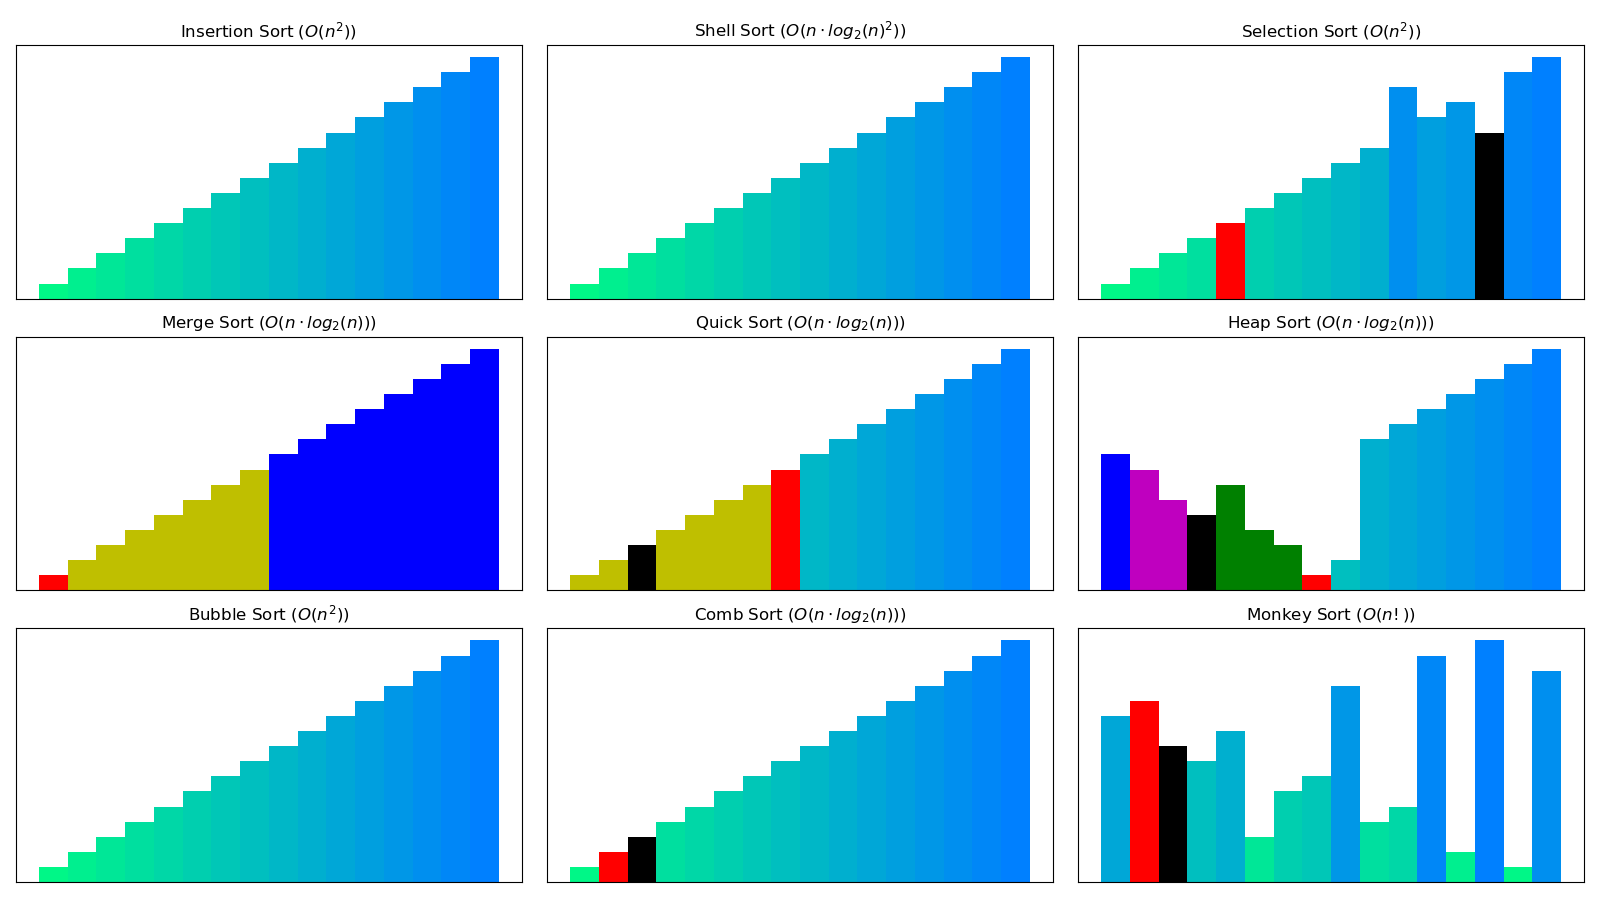 Insertion Sort (O(n²))
Shell Sort (O(n · log₂(n)²))
Selection Sort (O(n²))
Merge Sort (O(n · log₂(n)))
Quick Sort (O(n · log₂(n)))
Heap Sort (O(n · log₂(n)))
Bubble Sort (O(n²))
Comb Sort (O(n · log₂(n)))
Monkey Sort (O(n!))